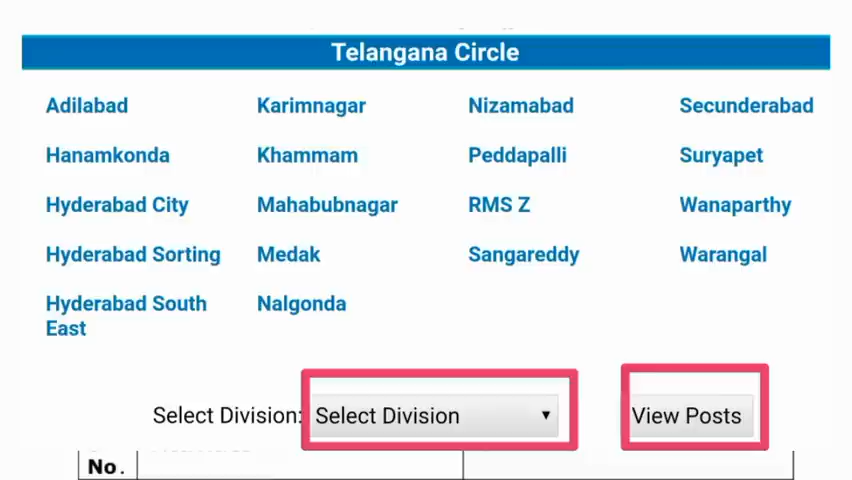 Telangana Circle
Adilabad Karimnagar Nizamabad Secunderabad
Hanamkonda Khammam Peddapalli Suryapet
Hyderabad City Mahabubnagar RMS Z Wanaparthy
Hyderabad Sorting Medak Sangareddy Warangal
Hyderabad South Nalgonda
East
Select Division: Select Division ▼ View Posts
No.